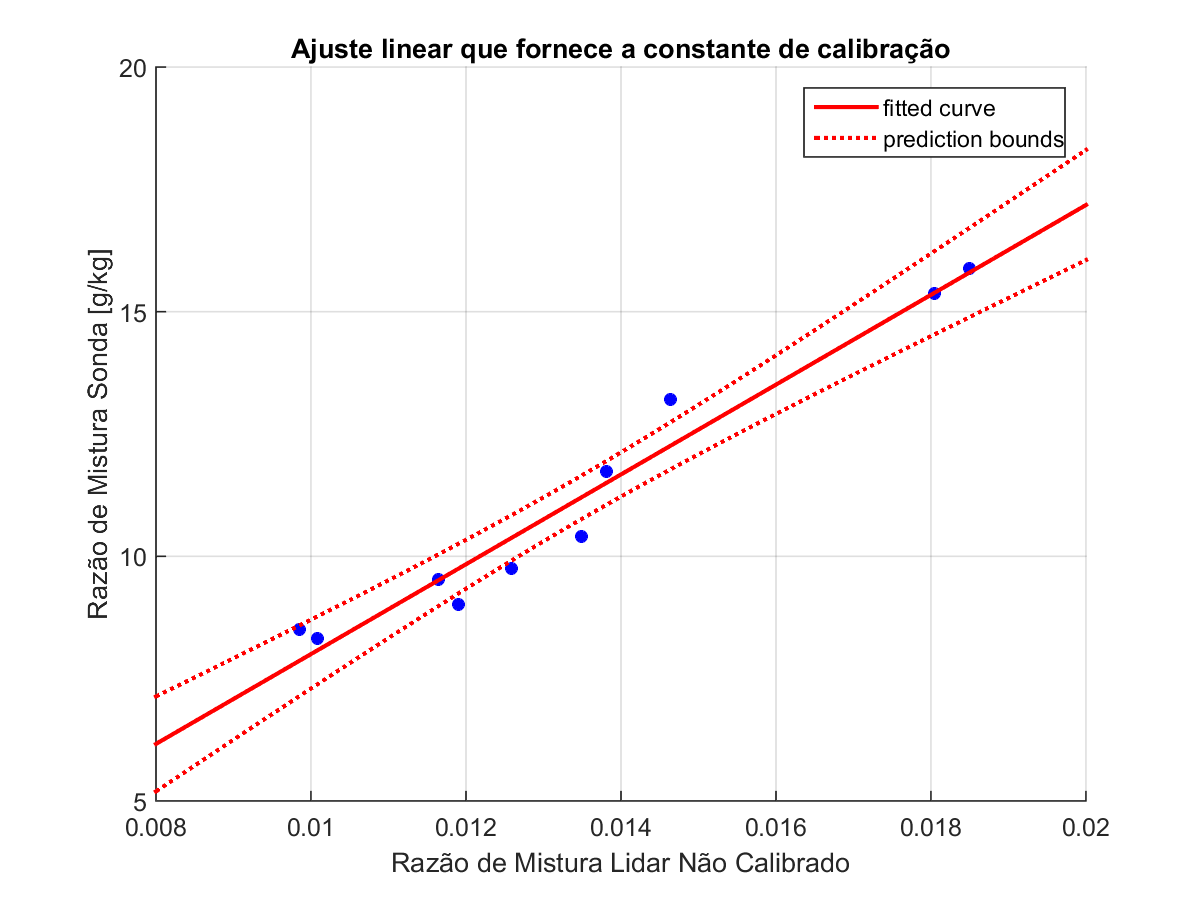 Ajuste linear que fornece a constante de calibração
20
15
10
5
fitted curve
prediction bounds
Razão de Mistura Sonda [g/kg]
0.008 0.01 0.012 0.014 0.016 0.018 0.02
Razão de Mistura Lidar Não Calibrado